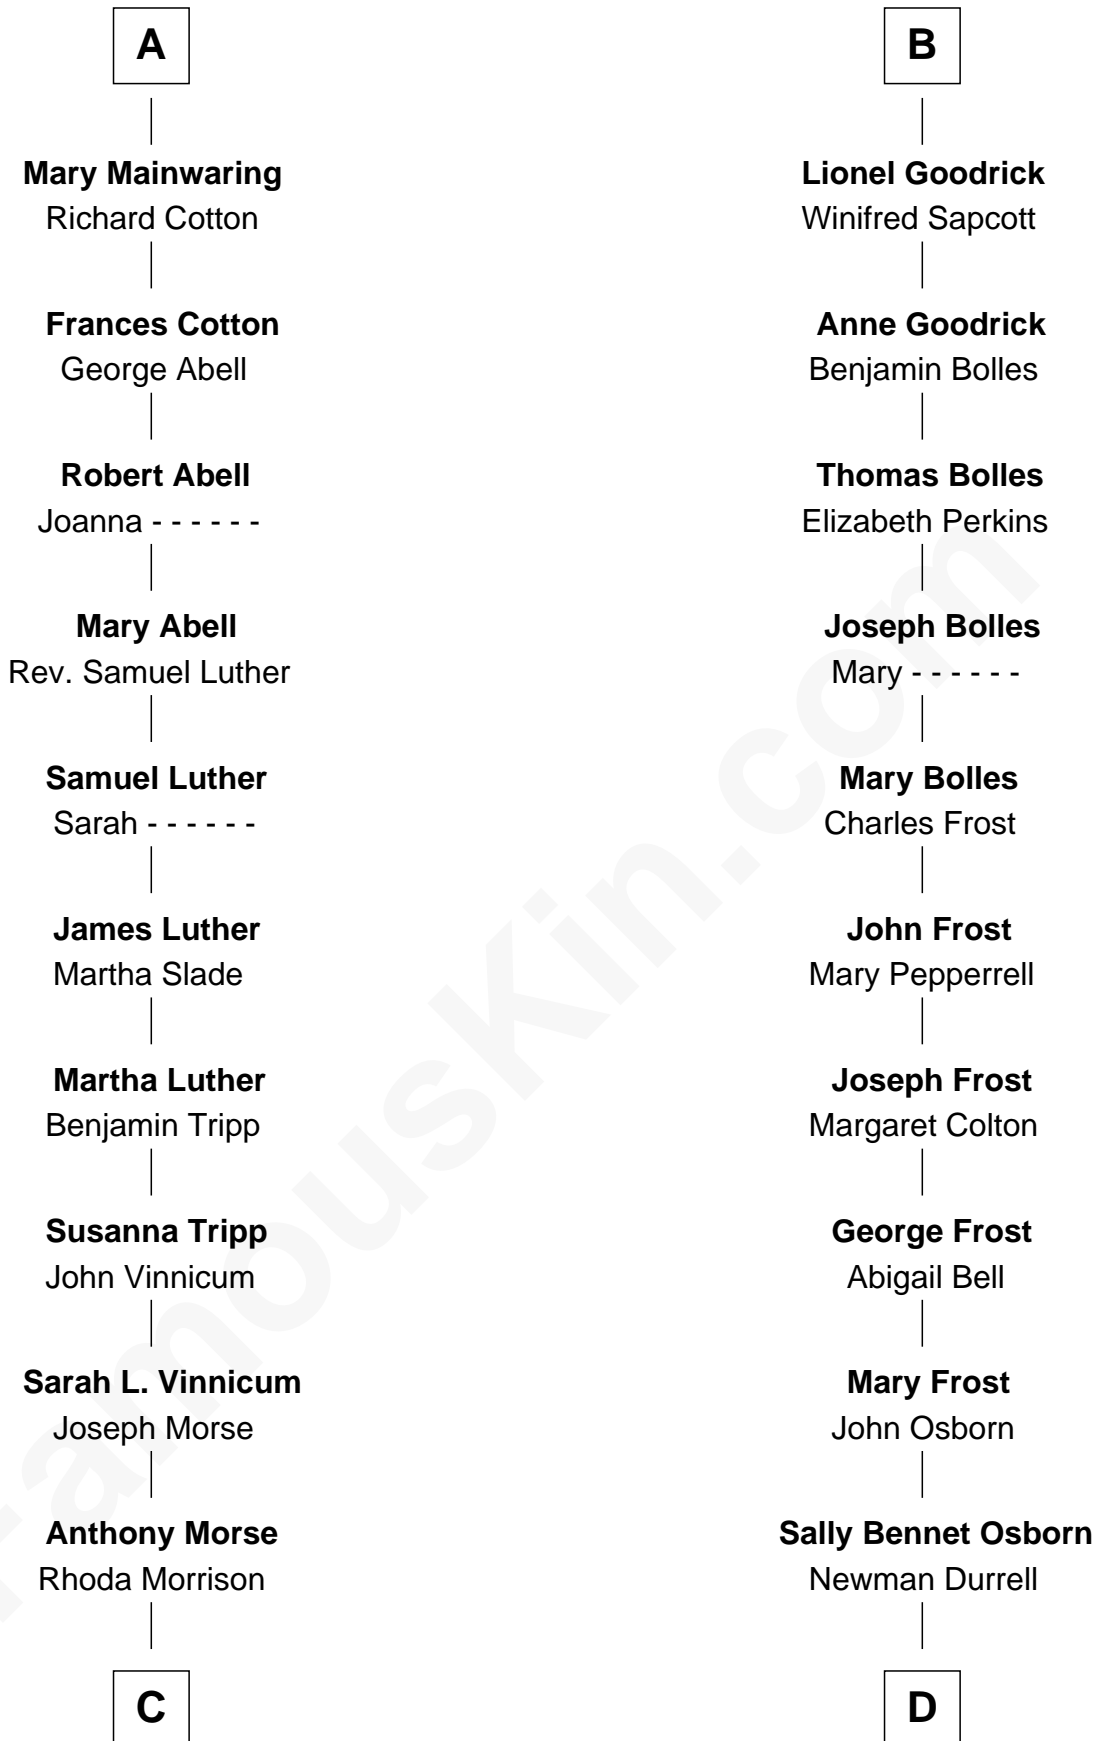 A
Mary Mainwaring
Richard Cotton
Frances Cotton
George Abell
Robert Abell
Joanna - - - - - -
Mary Abell
Rev. Samuel Luther
Samuel Luther
Sarah - - - - - -
James Luther
Martha Slade
Martha Luther
Benjamin Tripp
Susanna Tripp
John Vinnicum
Sarah L. Vinnicum
Joseph Morse
Anthony Morse
Rhoda Morrison
C
B
Lionel Goodrick
Winifred Sapcott
Anne Goodrick
Benjamin Bolles
Thomas Bolles
Elizabeth Perkins
Joseph Bolles
Mary - - - - - -
Mary Bolles
Charles Frost
John Frost
Mary Pepperrell
Joseph Frost
Margaret Colton
George Frost
Abigail Bell
Mary Frost
John Osborn
Sally Bennet Osborn
Newman Durrell
D
FamousKin.com